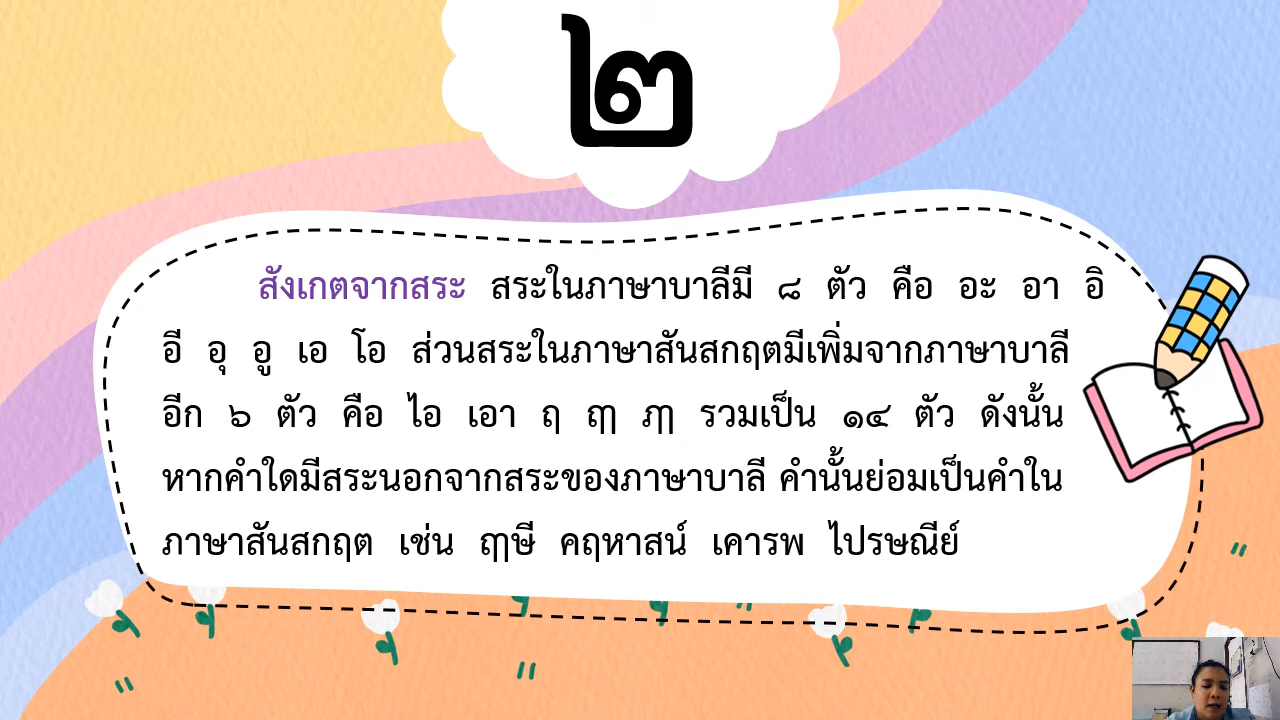 ๒
สังเกตจากสระ สระในภาษาบาลีมี ๘ ตัว คือ อะ อา อิ
อี อุ อู เอ โอ ส่วนสระในภาษาสันสกฤตมีเพิ่มจากภาษาบาลี
อีก ๖ ตัว คือ ไอ เอา ฤ ฤๅ ภๅ รวมเป็น ๑๔ ตัว ดังนั้น
หากคำใดมีสระนอกจากสระของภาษาบาลี คำนั้นย่อมเป็นคำใน
ภาษาสันสกฤต เช่น ฤๅษี คฤหาสน์ เคารพ ไปรษณีย์